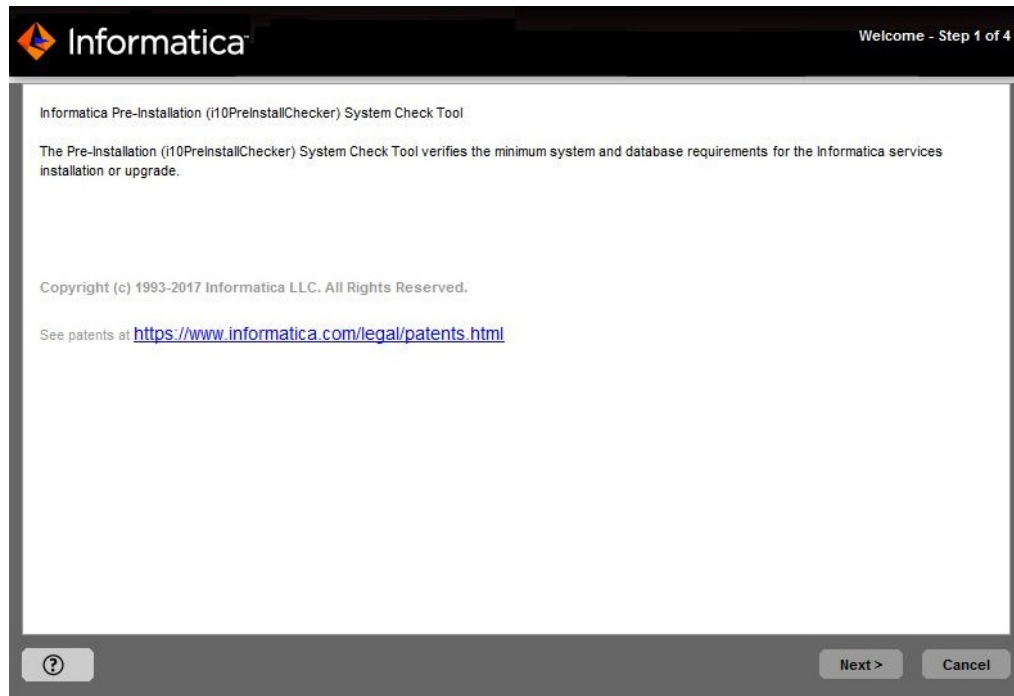 Informatica
Welcome - Step 1 of 4
Informatica Pre-Installation (i10PreInstallChecker) System Check Tool
The Pre-Installation (i10PreInstallChecker) System Check Tool verifies the minimum system and database requirements for the Informatica services
installation or upgrade.
Copyright (c) 1993-2017 Informatica LLC. All Rights Reserved.
See patents at https://www.informatica.com/legal/patents.html
?
Next >
Cancel